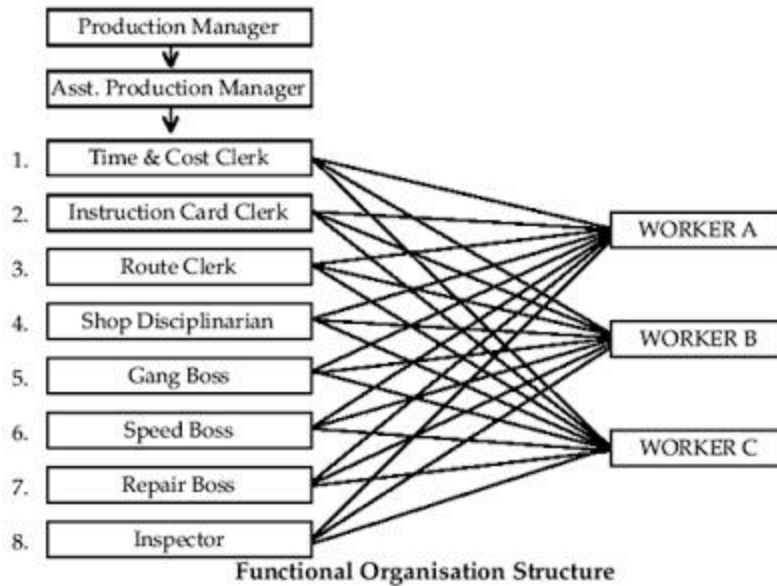 Production Manager
Asst. Production Manager
1. Time & Cost Clerk
2. Instruction Card Clerk
3. Route Clerk
4. Shop Disciplinarian
5. Gang Boss
6. Speed Boss
7. Repair Boss
8. Inspector
WORKER A
WORKER B
WORKER C
Functional Organisation Structure